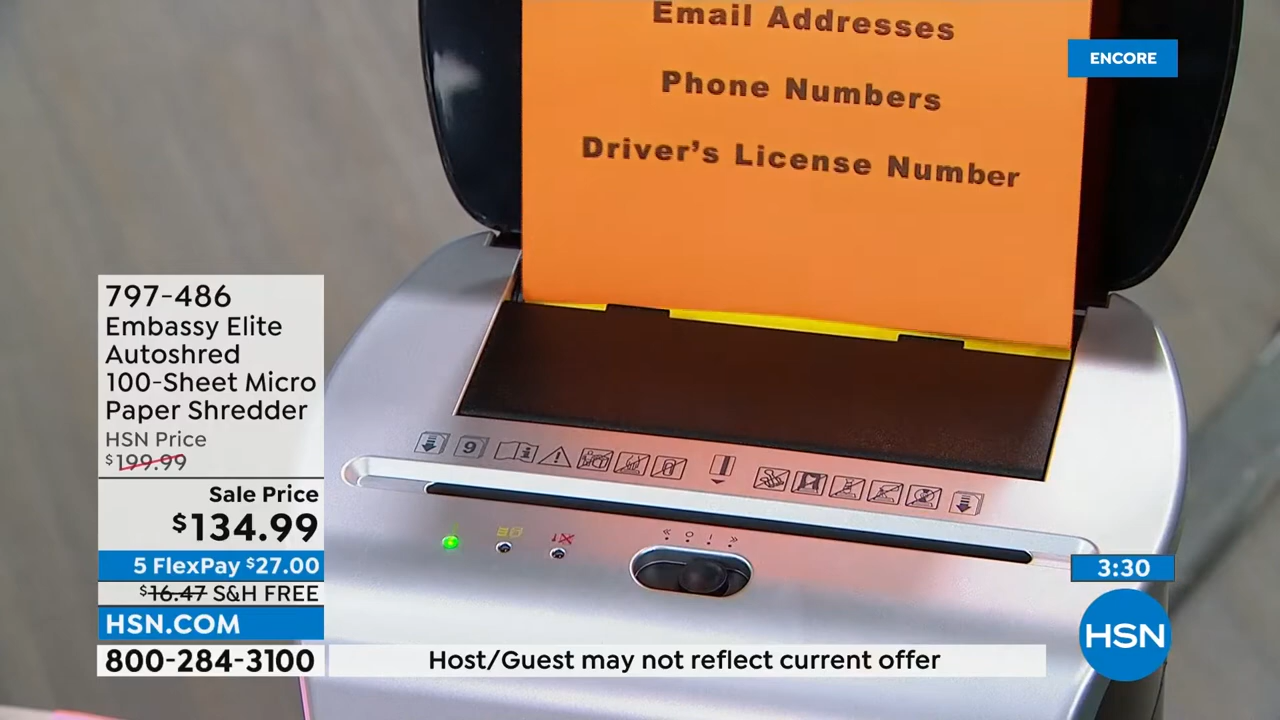 Email Addresses
Phone Numbers
Driver's License Number
ENCORE
797-486
Embassy Elite
Autoshred
100-Sheet Micro
Paper Shredder
HSN Price
$199.99
Sale Price
$134.99
5 FlexPay $27.00
$16.47 S&H FREE
HSN.COM
800-284-3100
Host/Guest may not reflect current offer
9
3:30
HSN